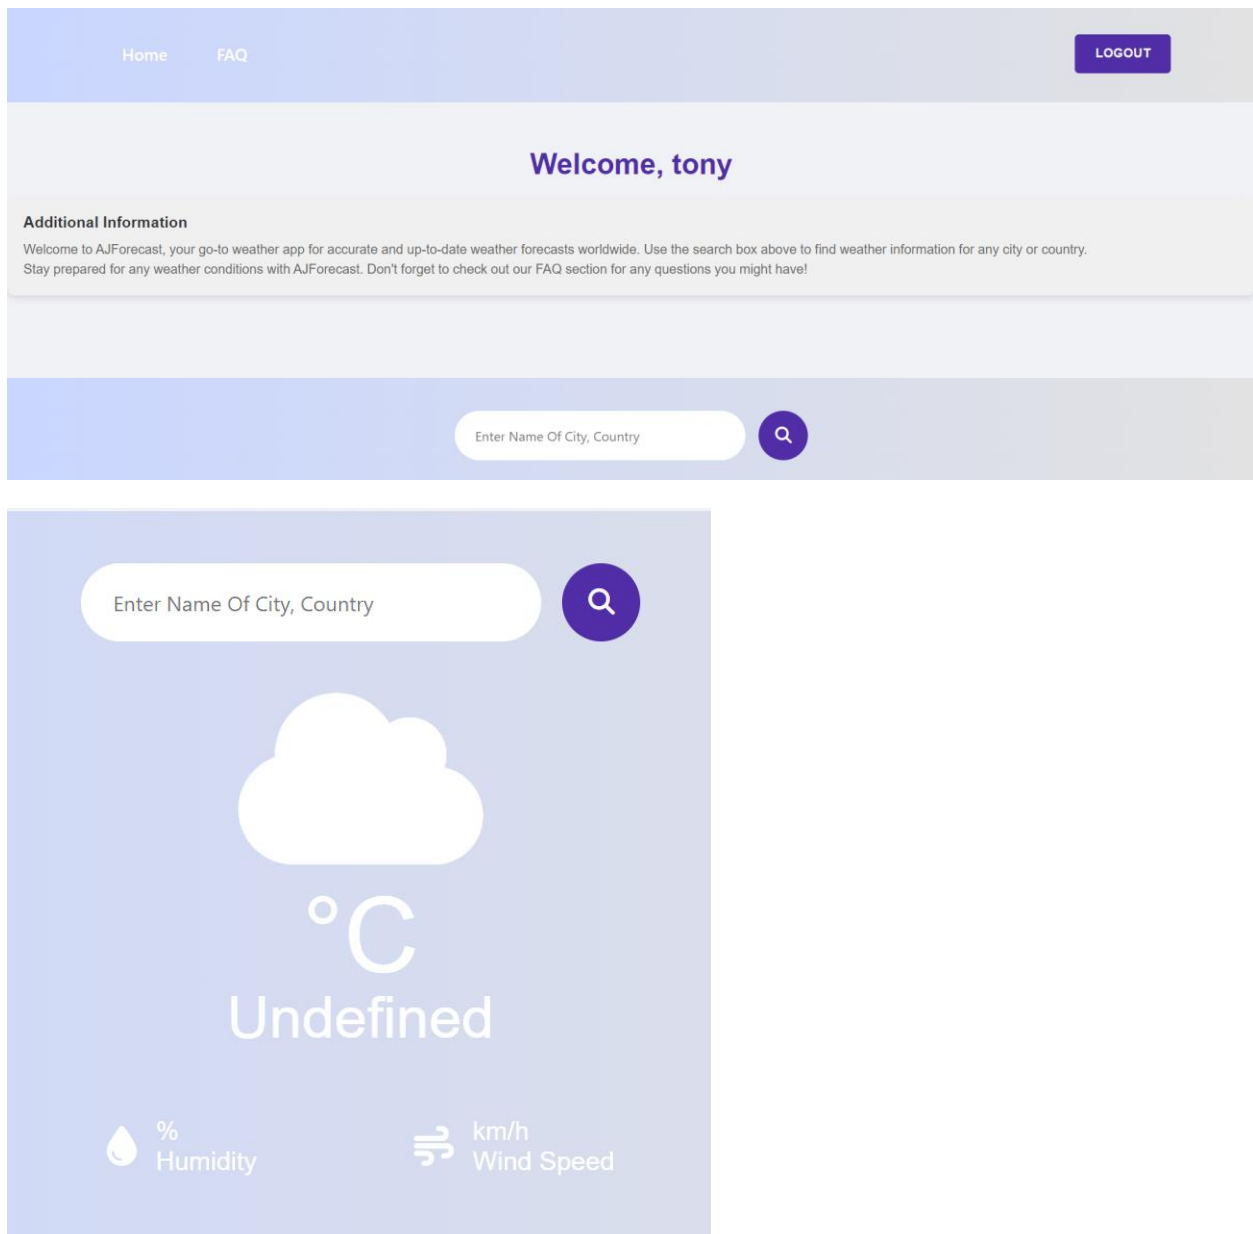 Home FAQ LOGOUT
Welcome, tony
Additional Information
Welcome to AJForecast, your go-to weather app for accurate and up-to-date weather forecasts worldwide. Use the search box above to find weather information for any city or country.
Stay prepared for any weather conditions with AJForecast. Don't forget to check out our FAQ section for any questions you might have!
Enter Name Of City, Country
Enter Name Of City, Country
°C
Undefined
% km/h
Humidity Wind Speed